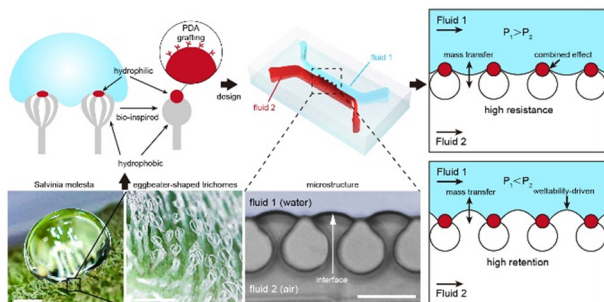 PDA
grafting
hydrophilic
bio-inspired
hydrophobic
design
fluid 1
fluid 2
Fluid 1
P1>P2
mass transfer
combined effect
high resistance
Fluid 2
Salvinia molesta
eggbeater-shaped trichomes
microstructure
fluid 1 (water)
interface
fluid 2 (air)
Fluid 1
P1<P2
mass transfer
wettability-driven
high retention
Fluid 2